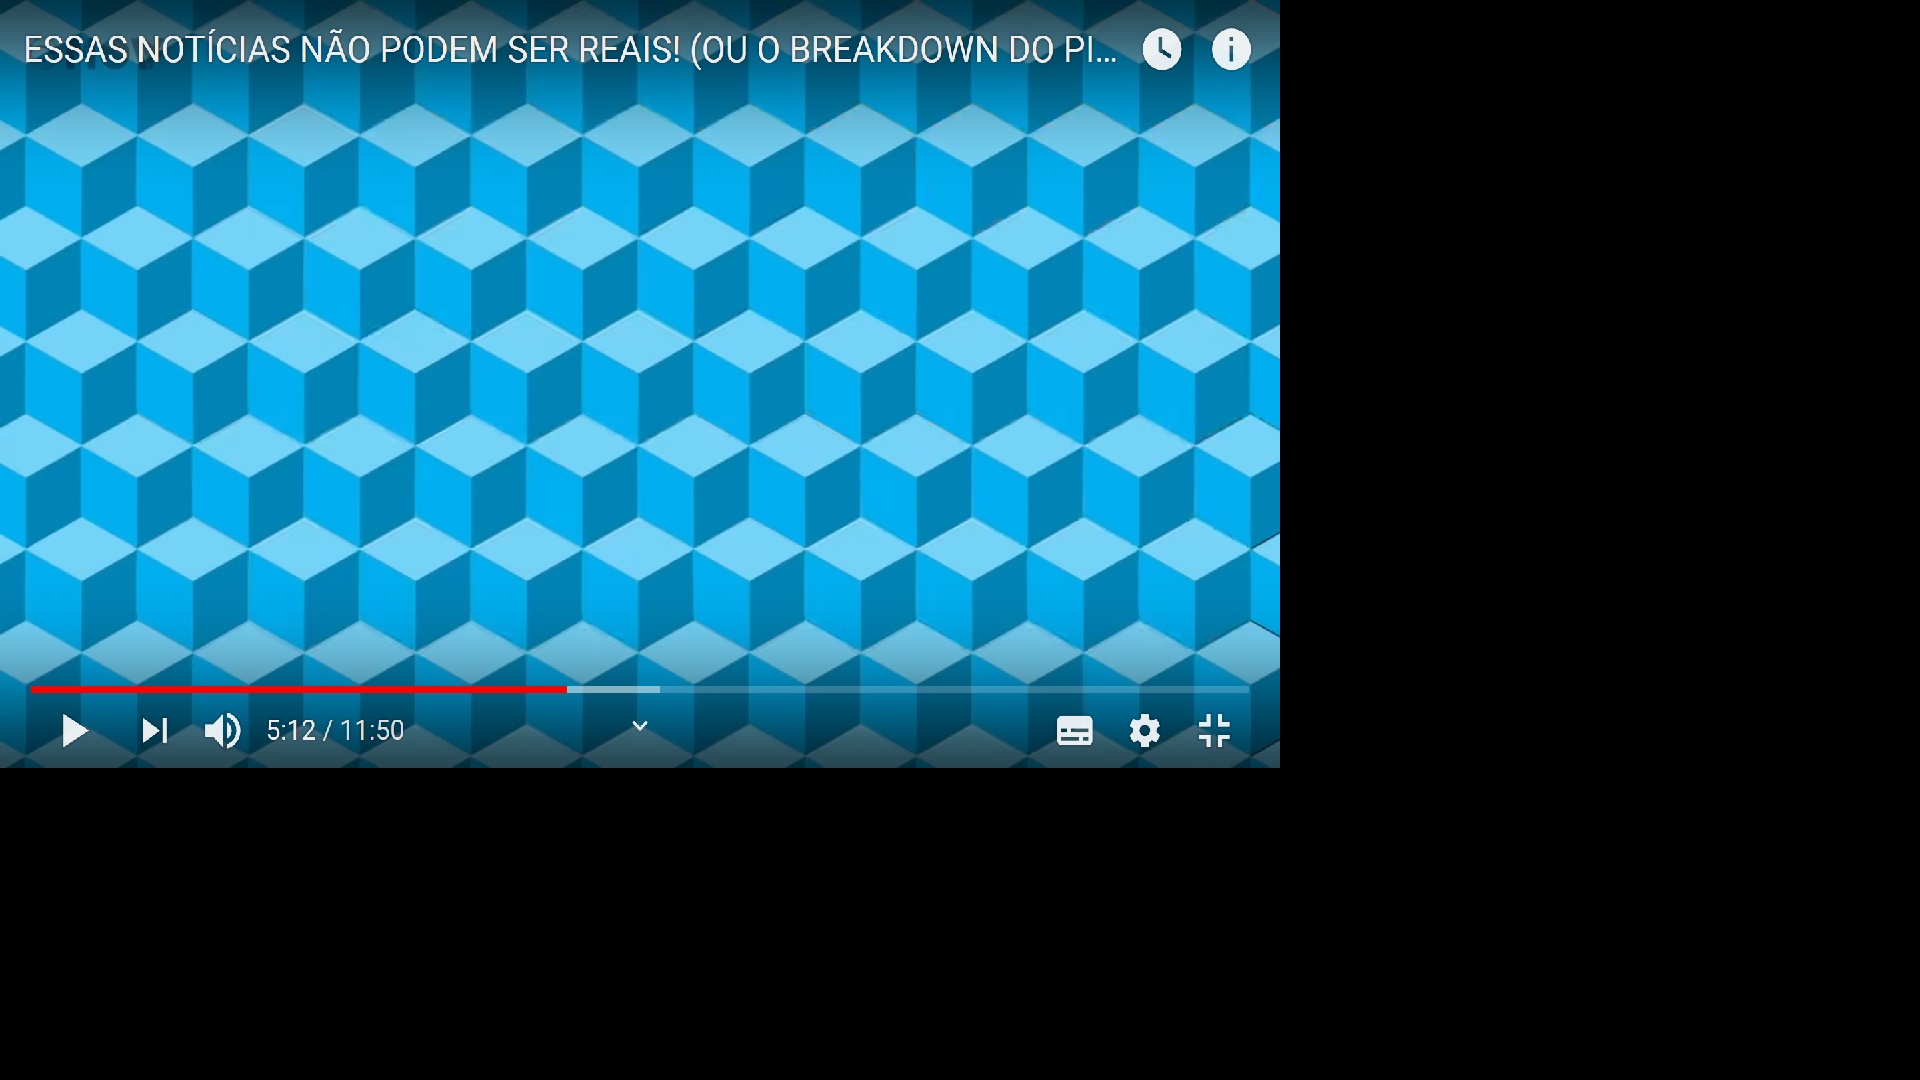 ESSAS NOTÍCIAS NÃO PODEM SER REAIS! (OU O BREAKDOWN DO PI...
5:12 / 11:50